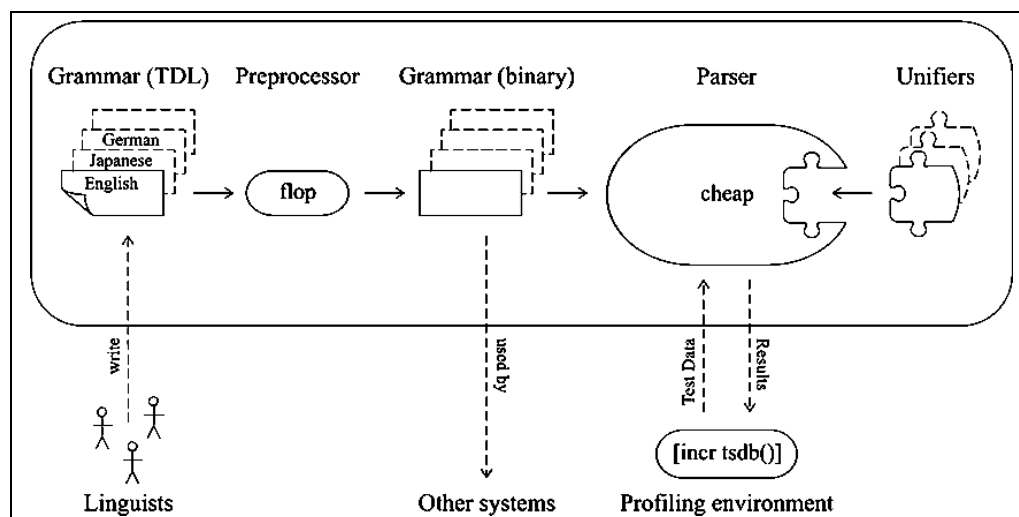 Grammar (TDL) Preprocessor Grammar (binary) Parser Unifiers
German
Japanese
English
flop
cheap
write
used by
Test Data
Results
[incr tsdb()]
Linguists Other systems Profiling environment